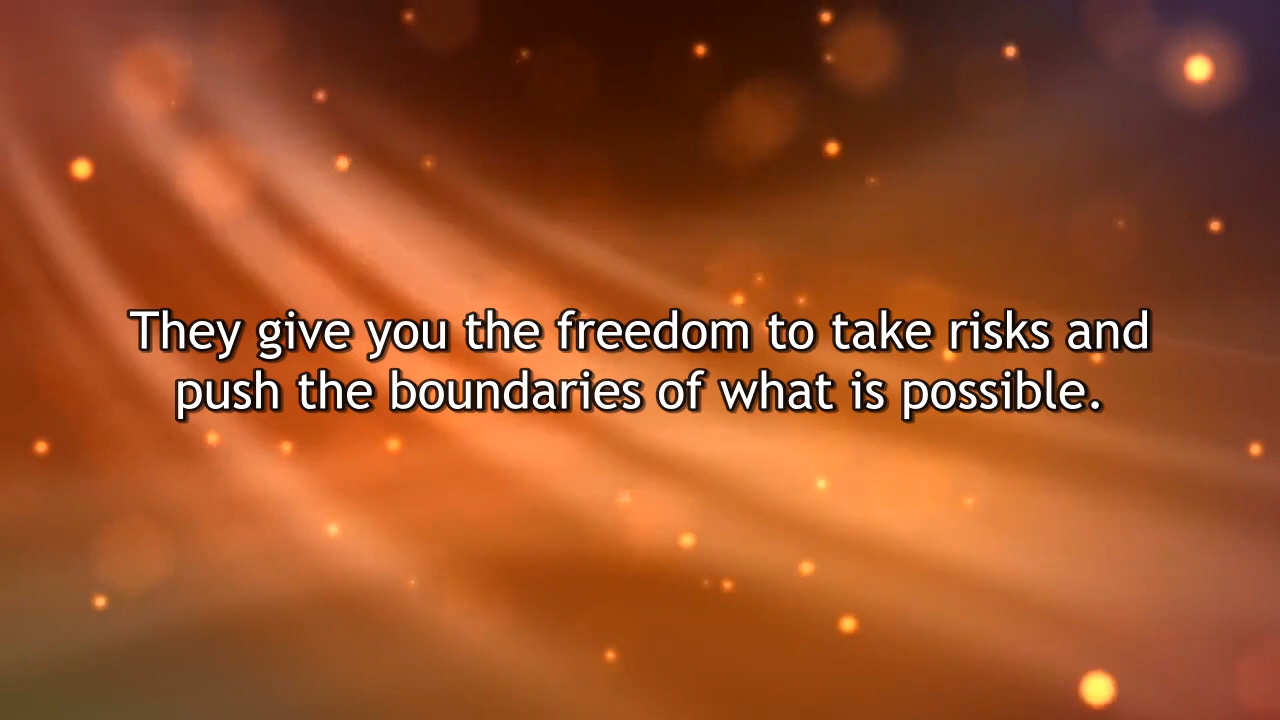 They give you the freedom to take risks and
push the boundaries of what is possible.